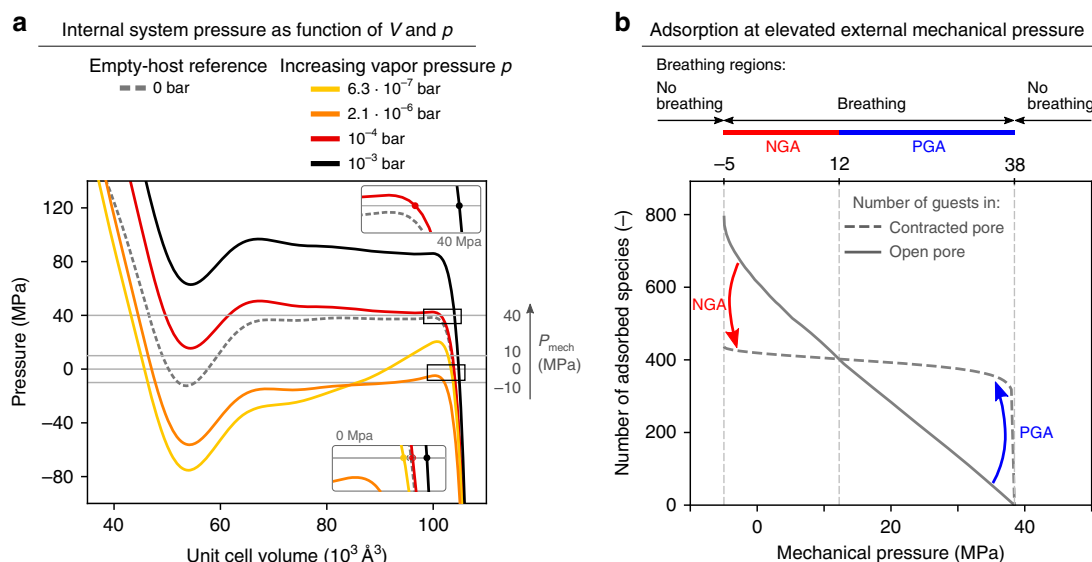 a
Internal system pressure as function of V and p
Empty-host reference
0 bar
Increasing vapor pressure p
6.3 · 10⁻⁷ bar
2.1 · 10⁻⁶ bar
10⁻⁴ bar
10⁻³ bar
120
80
40
0
−40
−80
Pressure (MPa)
40 Mpa
0 Mpa
40
10
0
−10
P_mech
(MPa)
40
60
80
100
Unit cell volume (10³ Å³)
b
Adsorption at elevated external mechanical pressure
Breathing regions:
No
breathing
Breathing
No
breathing
NGA
PGA
−5
12
38
Number of guests in:
Contracted pore
Open pore
NGA
PGA
800
600
400
200
0
Number of adsorbed species (–)
0
20
40
Mechanical pressure (MPa)